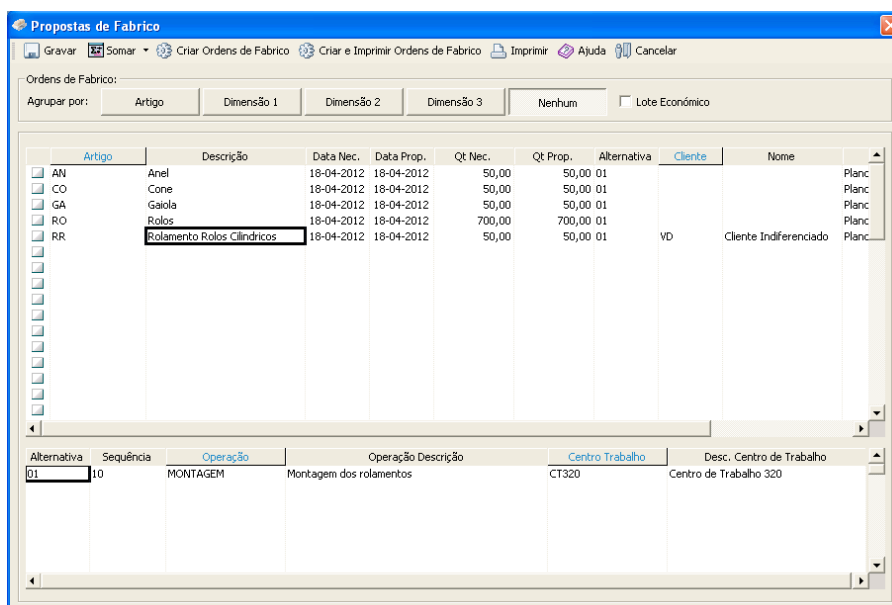 Propostas de Fabrico
Gravar Somar Criar Ordens de Fabrico Criar e Imprimir Ordens de Fabrico Imprimir Ajuda Cancelar
Ordens de Fabrico:
Agrupar por: Artigo Dimensão 1 Dimensão 2 Dimensão 3 Nenhum Lote Económico
Artigo Descrição Data Nec. Data Prop. Qt Nec. Qt Prop. Alternativa Cliente Nome
AN Anel 18-04-2012 18-04-2012 50,00 50,00 01 Planc
CO Cone 18-04-2012 18-04-2012 50,00 50,00 01 Planc
GA Gaiola 18-04-2012 18-04-2012 50,00 50,00 01 Planc
RO Rolos 18-04-2012 18-04-2012 700,00 700,00 01 Planc
RR Rolamento Rolos Cilindricos 18-04-2012 18-04-2012 50,00 50,00 01 VD Cliente Indiferenciado Planc
Alternativa Sequência Operação Operação Descrição Centro Trabalho Desc. Centro de Trabalho
01 10 MONTAGEM Montagem dos rolamentos CT320 Centro de Trabalho 320